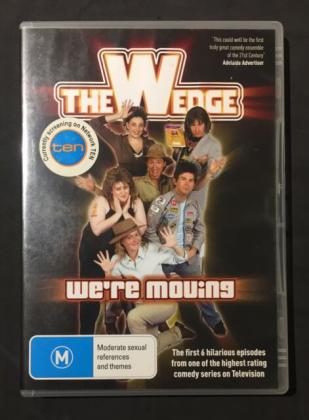 "This could well be the first
truly great comedy ensemble
of the 21st Century"
Adelaide Advertiser
THE WEDGE
Currently screening on Network TEN
ten
we're moving
M
Moderate sexual
references
and themes
The first 6 hilarious episodes
from one of the highest rating
comedy series on Television